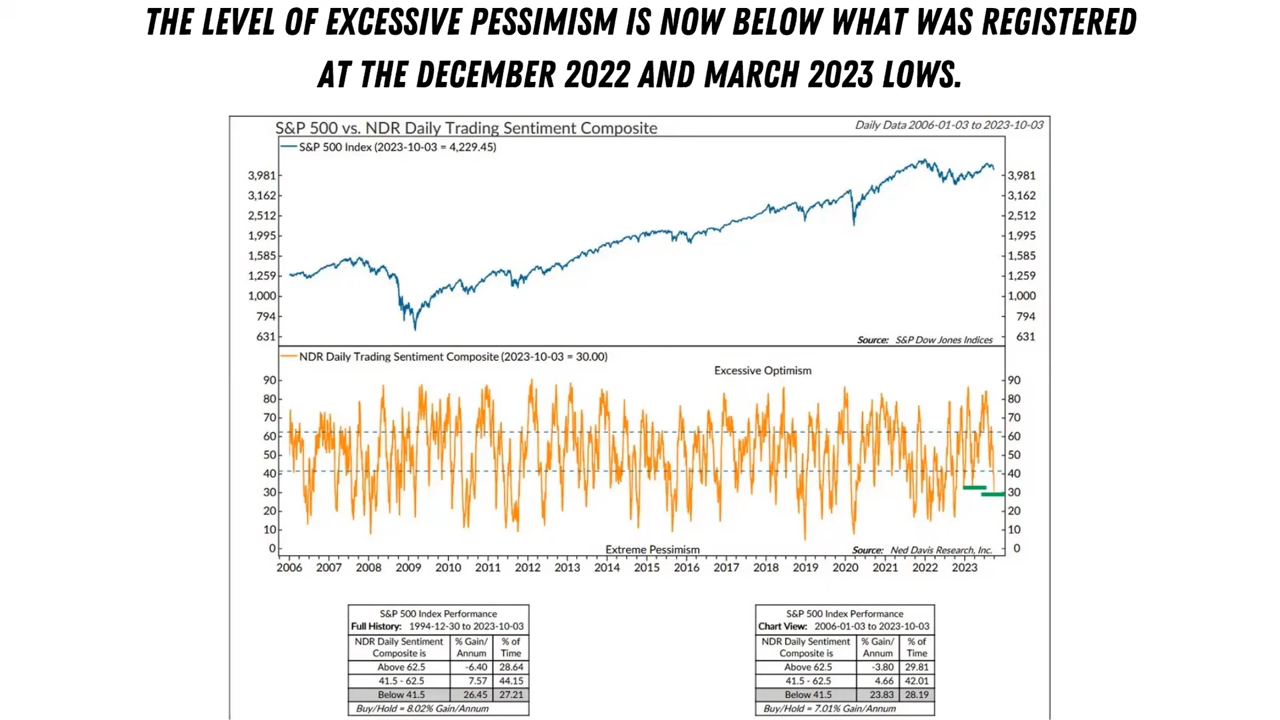 THE LEVEL OF EXCESSIVE PESSIMISM IS NOW BELOW WHAT WAS REGISTERED
AT THE DECEMBER 2022 AND MARCH 2023 LOWS.
S&P 500 vs. NDR Daily Trading Sentiment Composite
Daily Data 2006-01-03 to 2023-10-03
S&P 500 Index (2023-10-03 = 4,229.45)
3,981 3,981
3,162 3,162
2,512 2,512
1,995 1,995
1,585 1,585
1,259 1,259
1,000 1,000
794 794
631 631
Source: S&P Dow Jones Indices
NDR Daily Trading Sentiment Composite (2023-10-03 = 30.00)
Excessive Optimism
90 90
80 80
70 70
60 60
50 50
40 40
30 30
20 20
10 10
0 0
Extreme Pessimism
Source: Ned Davis Research, Inc.
2006 2007 2008 2009 2010 2011 2012 2013 2014 2015 2016 2017 2018 2019 2020 2021 2022 2023
S&P 500 Index Performance
Full History: 1994-12-30 to 2023-10-03
NDR Daily Sentiment % Gain/ % of
Composite is Annum Time
Above 62.5 -6.40 28.64
41.5 - 62.5 7.57 44.15
Below 41.5 26.45 27.21
Buy/Hold = 8.02% Gain/Annum
S&P 500 Index Performance
Chart View: 2006-01-03 to 2023-10-03
NDR Daily Sentiment % Gain/ % of
Composite is Annum Time
Above 62.5 -3.80 29.81
41.5 - 62.5 4.66 42.01
Below 41.5 23.83 28.19
Buy/Hold = 7.01% Gain/Annum